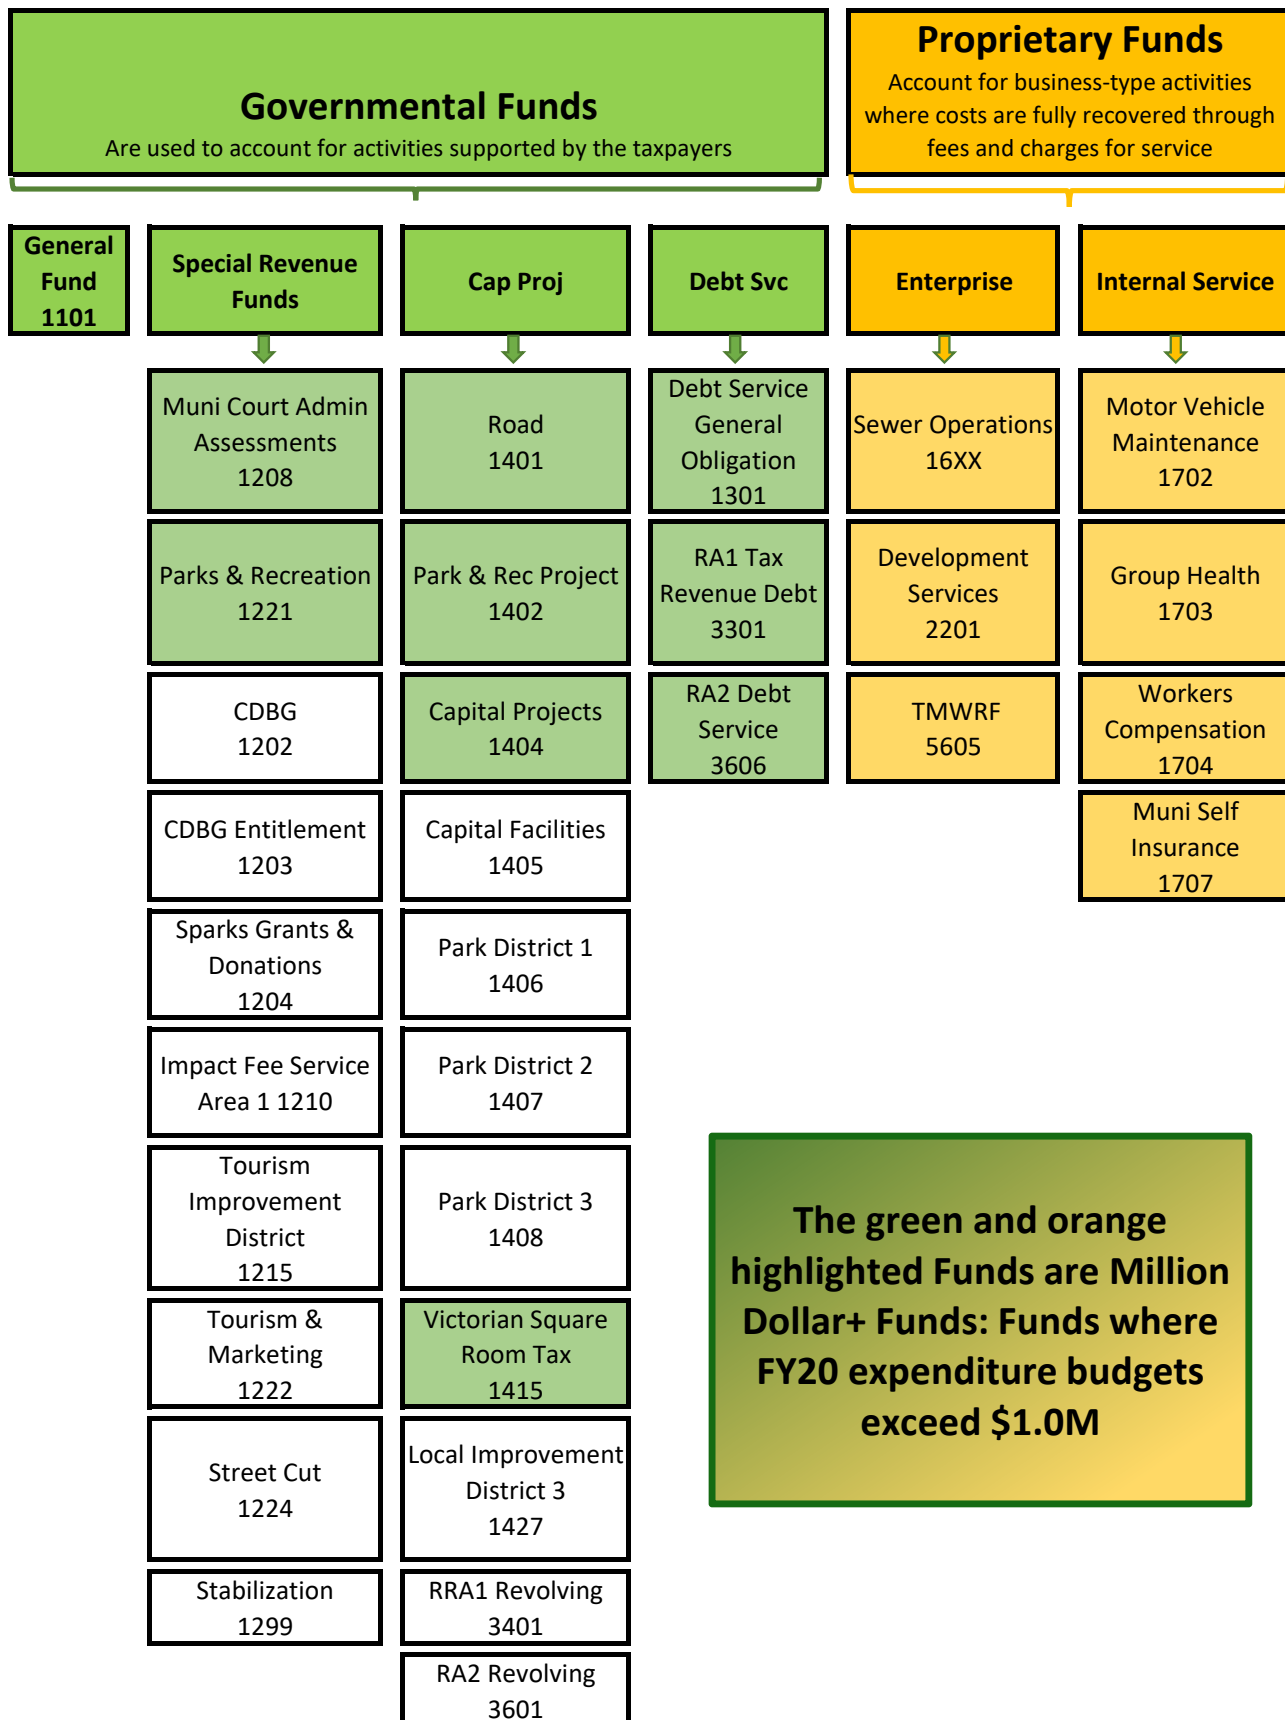 Governmental Funds
Are used to account for activities supported by the taxpayers
Proprietary Funds
Account for business-type activities
where costs are fully recovered through
fees and charges for service
General
Fund
1101
Special Revenue
Funds
Cap Proj
Debt Svc
Enterprise
Internal Service
Muni Court Admin
Assessments
1208
Road
1401
Debt Service
General
Obligation
1301
Sewer Operations
16XX
Motor Vehicle
Maintenance
1702
Parks & Recreation
1221
Park & Rec Project
1402
RA1 Tax
Revenue Debt
3301
Development
Services
2201
Group Health
1703
CDBG
1202
Capital Projects
1404
RA2 Debt
Service
3606
TMWRF
5605
Workers
Compensation
1704
CDBG Entitlement
1203
Capital Facilities
1405
Muni Self
Insurance
1707
Sparks Grants &
Donations
1204
Park District 1
1406
Impact Fee Service
Area 1 1210
Park District 2
1407
Tourism
Improvement
District
1215
Park District 3
1408
Tourism &
Marketing
1222
Victorian Square
Room Tax
1415
Street Cut
1224
Local Improvement
District 3
1427
Stabilization
1299
RRA1 Revolving
3401
RA2 Revolving
3601
The green and orange
highlighted Funds are Million
Dollar+ Funds: Funds where
FY20 expenditure budgets
exceed $1.0M